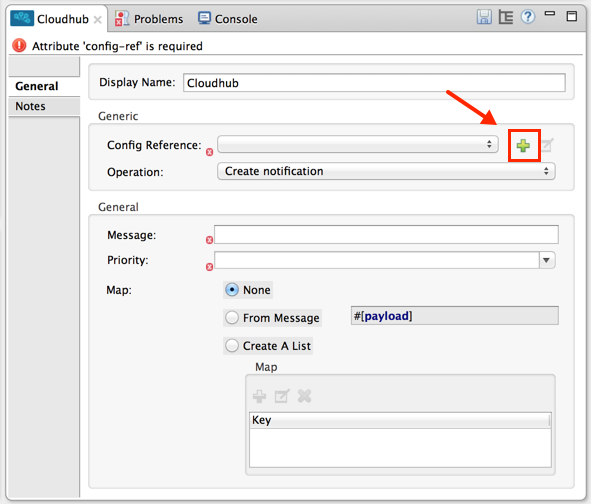 Cloudhub
Problems
Console
Attribute 'config-ref' is required
General
Notes
Display Name: Cloudhub
Generic
Config Reference:
Operation: Create notification
General
Message:
Priority:
Map: None
From Message #[payload]
Create A List
Map
Key